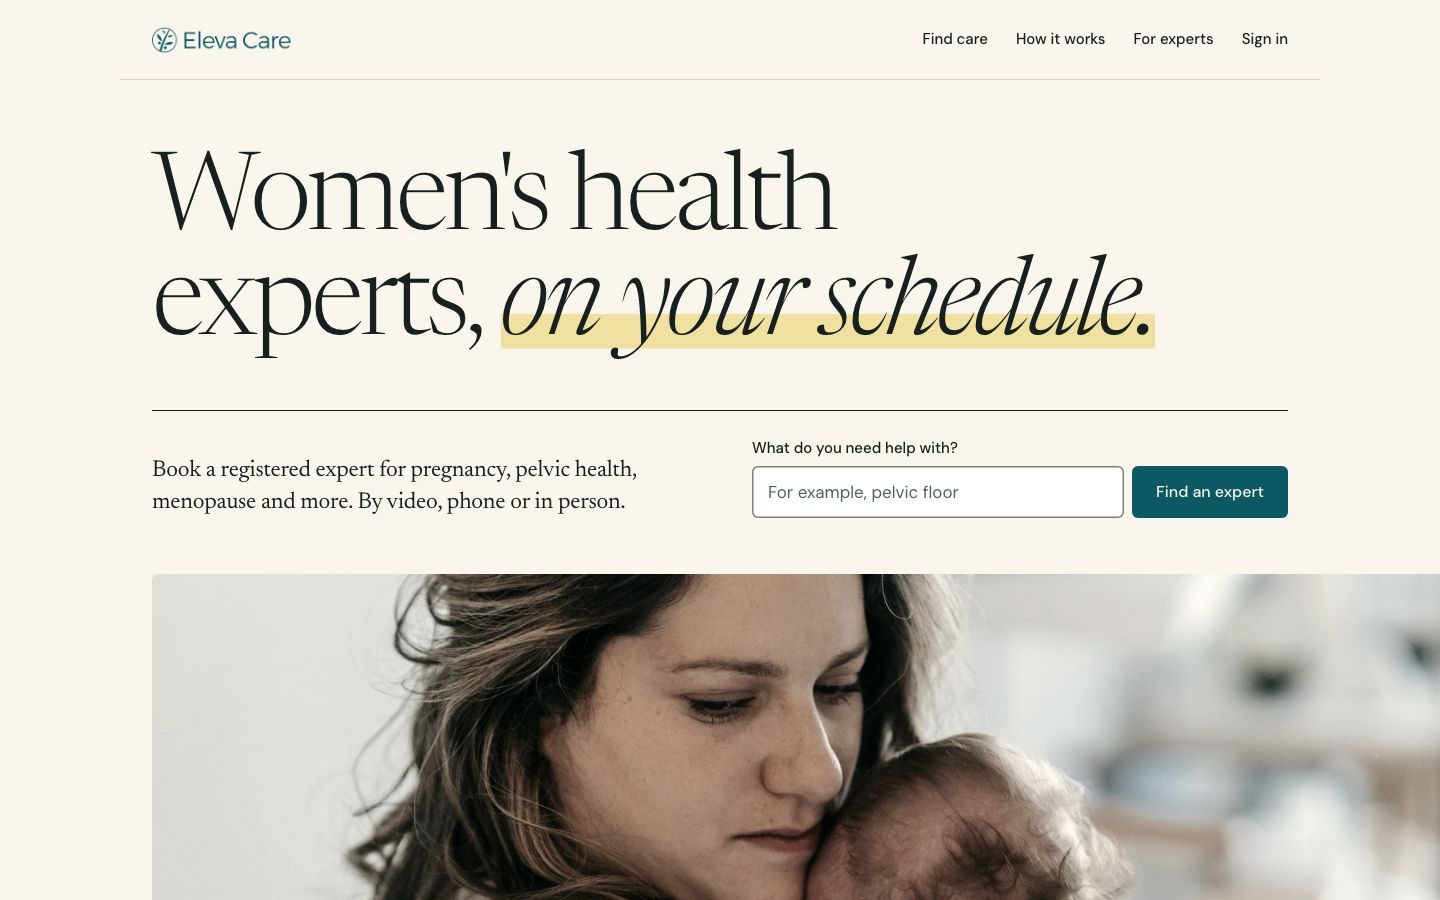 Eleva Care
Find care
How it works
For experts
Sign in
Women's health
experts, on your schedule.
Book a registered expert for pregnancy, pelvic health,
menopause and more. By video, phone or in person.
What do you need help with?
For example, pelvic floor
Find an expert